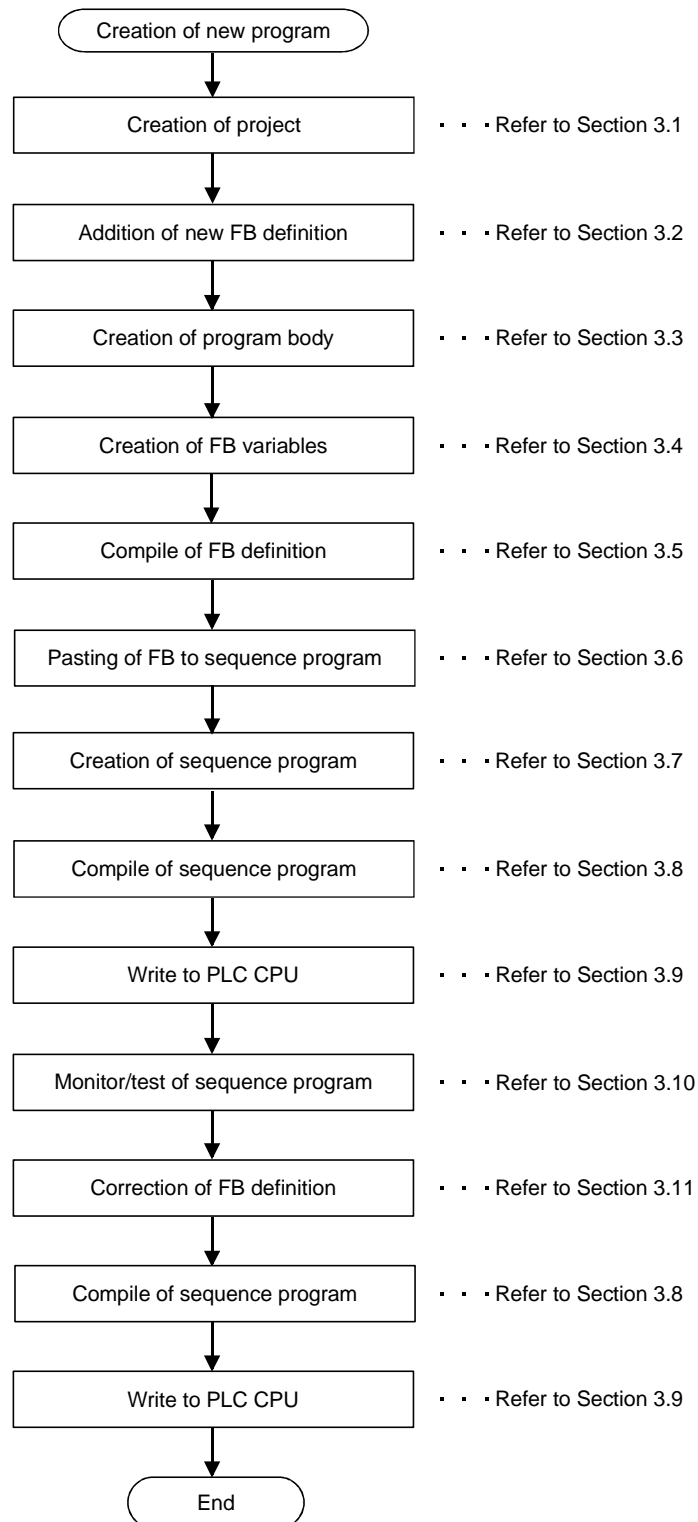 Creation of new program
Creation of project · · · Refer to Section 3.1
Addition of new FB definition · · · Refer to Section 3.2
Creation of program body · · · Refer to Section 3.3
Creation of FB variables · · · Refer to Section 3.4
Compile of FB definition · · · Refer to Section 3.5
Pasting of FB to sequence program · · · Refer to Section 3.6
Creation of sequence program · · · Refer to Section 3.7
Compile of sequence program · · · Refer to Section 3.8
Write to PLC CPU · · · Refer to Section 3.9
Monitor/test of sequence program · · · Refer to Section 3.10
Correction of FB definition · · · Refer to Section 3.11
Compile of sequence program · · · Refer to Section 3.8
Write to PLC CPU · · · Refer to Section 3.9
End